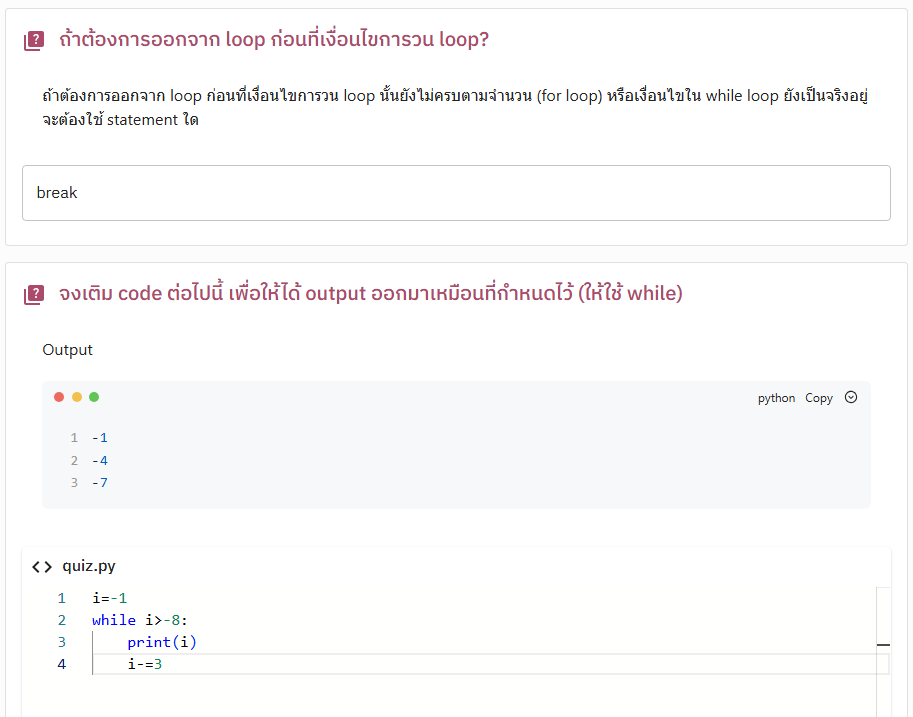 ถ้าต้องการออกจาก loop ก่อนที่เงื่อนไขการวน loop?
ถ้าต้องการออกจาก loop ก่อนที่เงื่อนไขการวน loop นั้นยังไม่ครบตามจำนวน (for loop) หรือเงื่อนไขใน while loop ยังเป็นจริงอยู่
จะต้องใช้ statement ใด
break
จงเติม code ต่อไปนี้ เพื่อให้ได้ output ออกมาเหมือนที่กำหนดไว้ (ให้ใช้ while)
Output
python Copy
1 -1
2 -4
3 -7
quiz.py
1 i=-1
2 while i>-8:
3     print(i)
4     i-=3